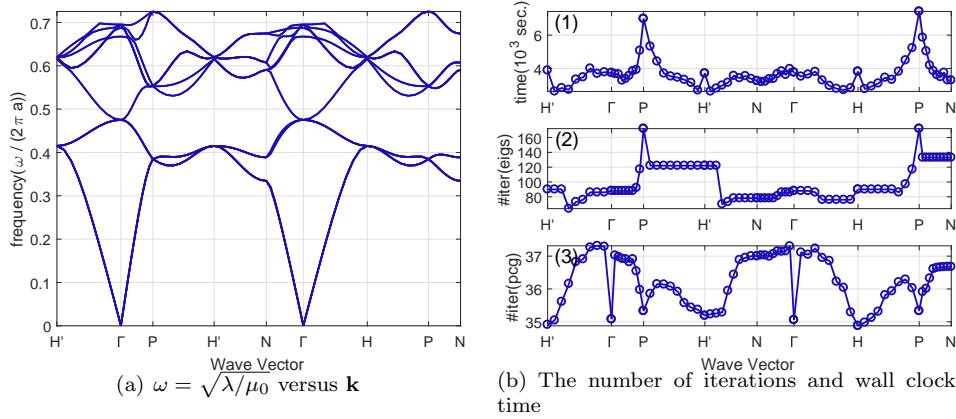 frequency( ω / (2 π a))
0.7
0.6
0.5
0.4
0.3
0.2
0.1
0
H' Γ P H' N Γ H P N
Wave Vector
(a) ω = √λ/μ₀ versus k
(1)
time(10³ sec.)
6
4
H' Γ P H' N Γ H P N
(2)
#iter(eigs)
160
140
120
100
80
H' Γ P H' N Γ H P N
(3)
#iter(pcg)
37
36
35
H' Γ P H' N Γ H P N
Wave Vector
(b) The number of iterations and wall clock
time